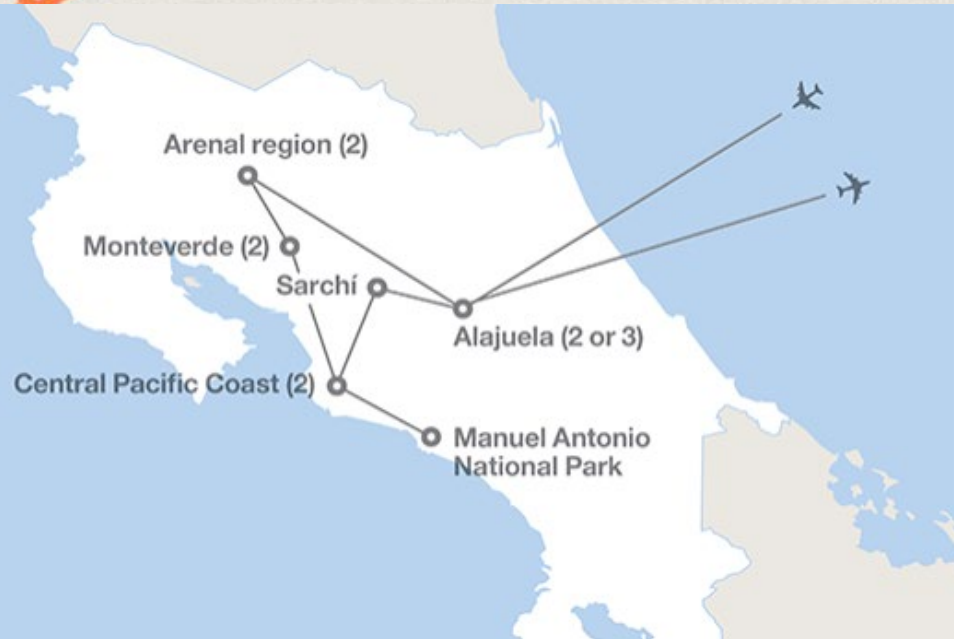 Arenal region (2)
Monteverde (2)
Sarchí
Alajuela (2 or 3)
Central Pacific Coast (2)
Manuel Antonio
National Park